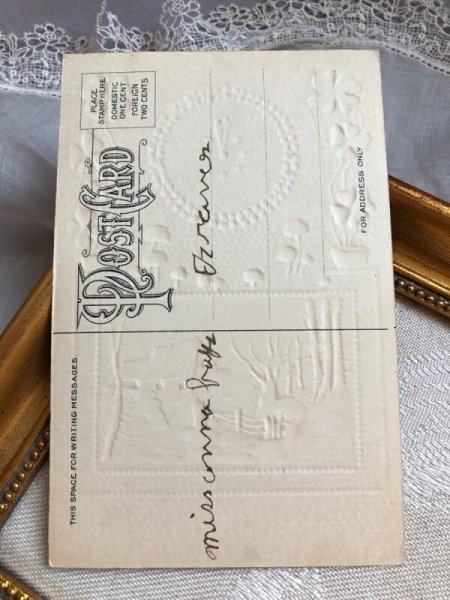 POST CARD
PLACE
STAMP HERE
DOMESTIC
ONE CENT
FOREIGN
TWO CENTS
THIS SPACE FOR WRITING MESSAGES.
FOR ADDRESS ONLY
miss anna